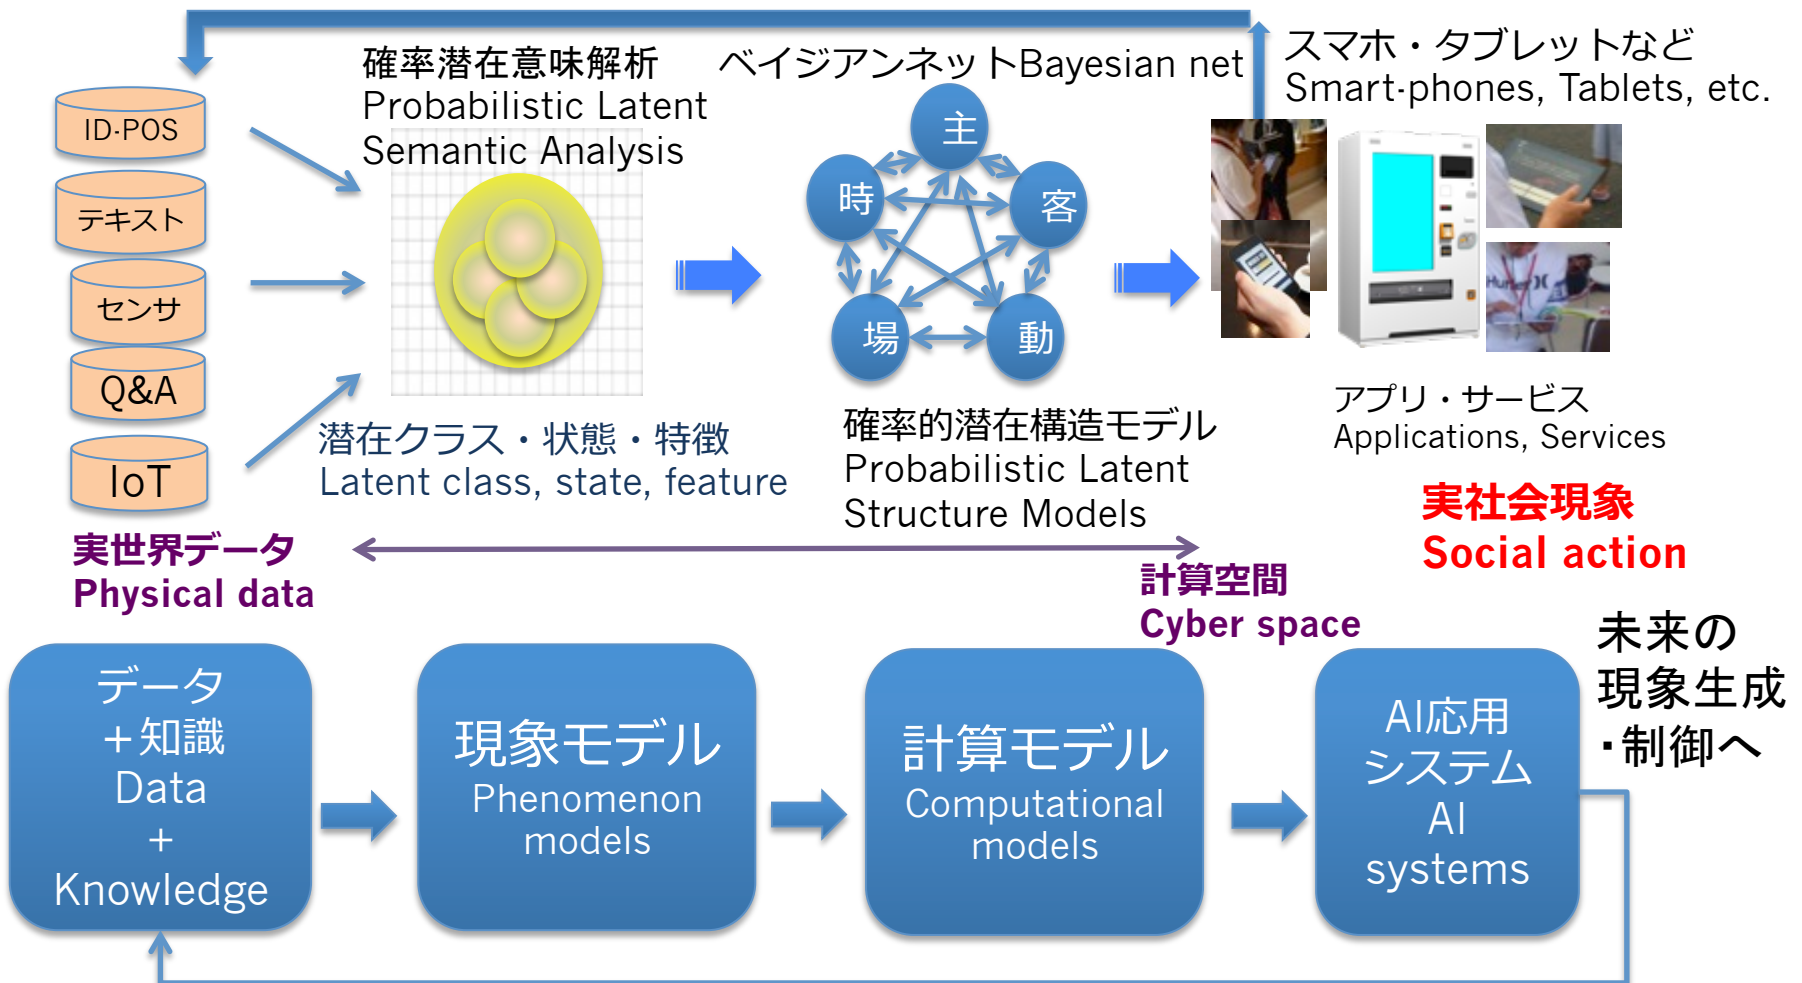 確率潜在意味解析
Probabilistic Latent
Semantic Analysis
ベイジアンネットBayesian net
スマホ・タブレットなど
Smart-phones, Tablets, etc.
ID-POS
テキスト
センサ
Q&A
IoT
主
時
客
場
動
潜在クラス・状態・特徴
Latent class, state, feature
確率的潜在構造モデル
Probabilistic Latent
Structure Models
アプリ・サービス
Applications, Services
実社会現象
Social action
実世界データ
Physical data
計算空間
Cyber space
データ
＋知識
Data
+
Knowledge
現象モデル
Phenomenon
models
計算モデル
Computational
models
AI応用
システム
AI
systems
未来の
現象生成
・制御へ